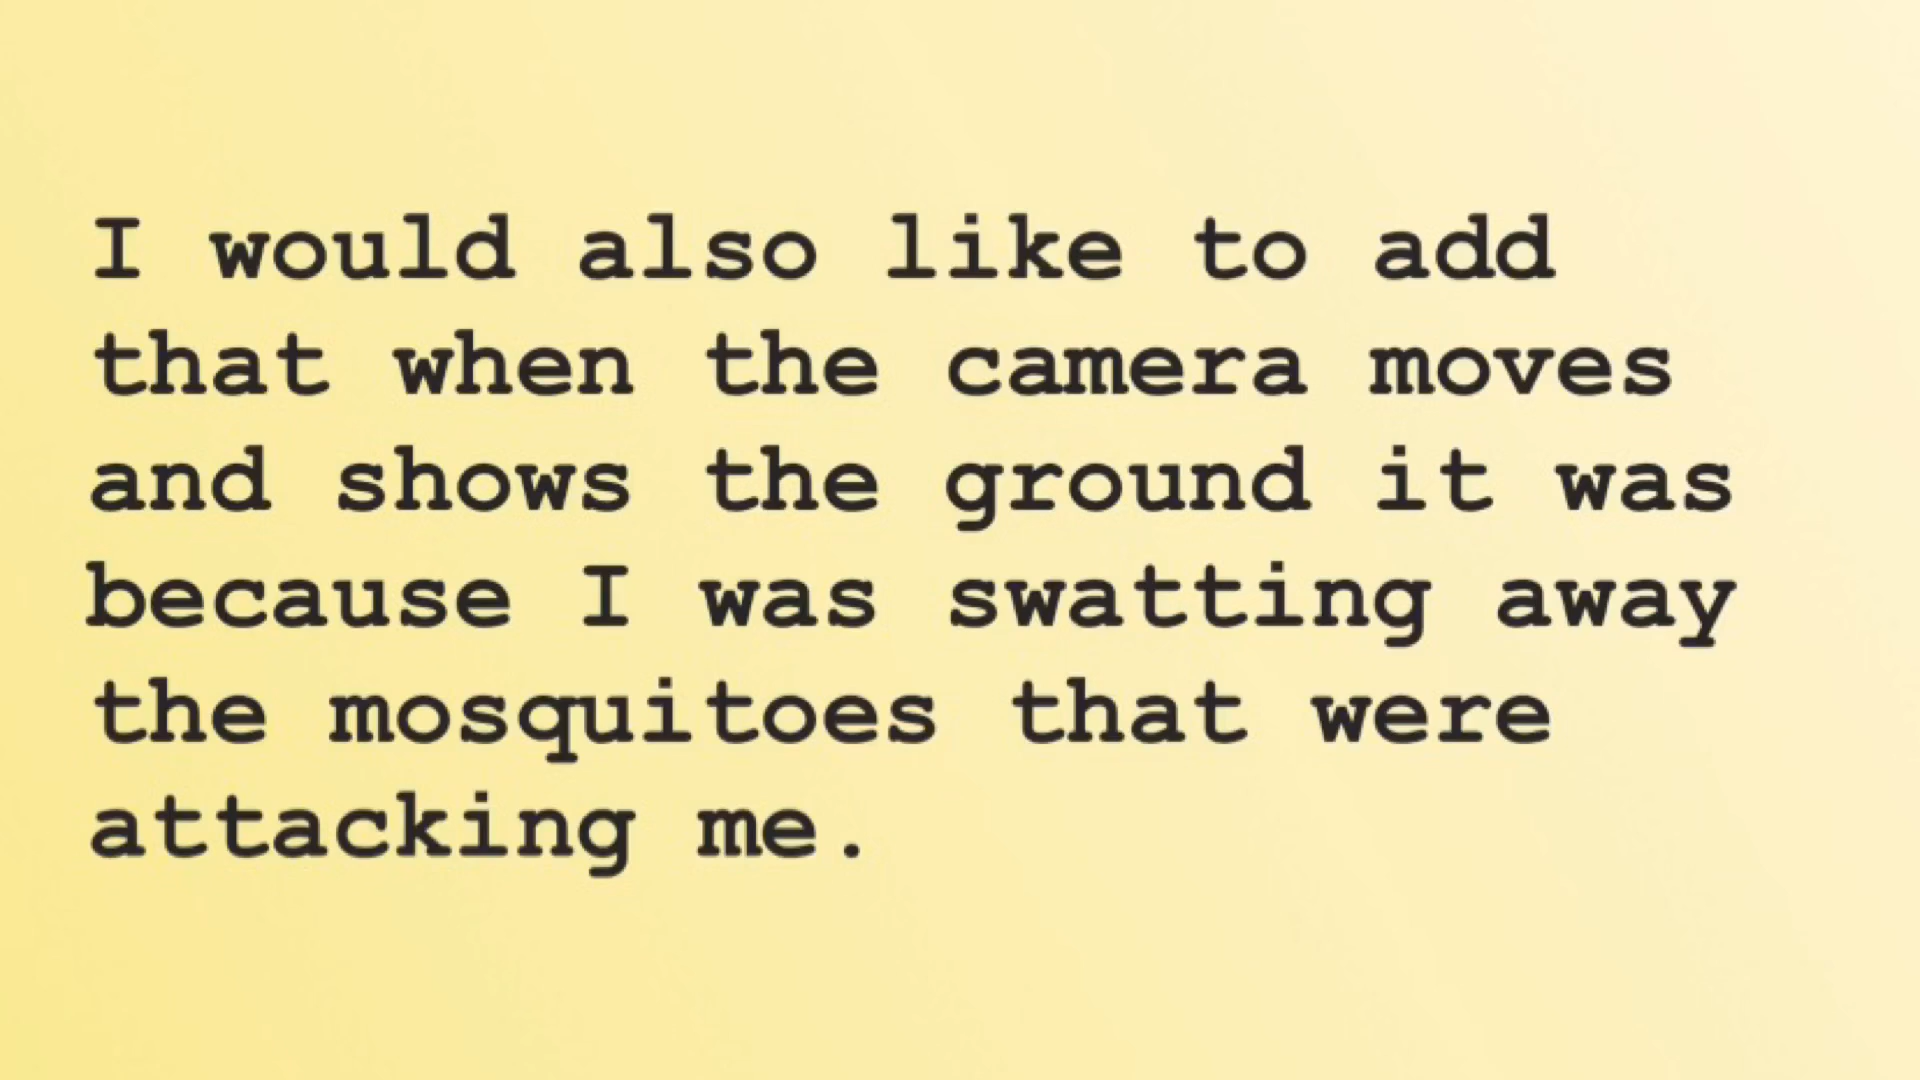 I would also like to add
that when the camera moves
and shows the ground it was
because I was swatting away
the mosquitoes that were
attacking me.